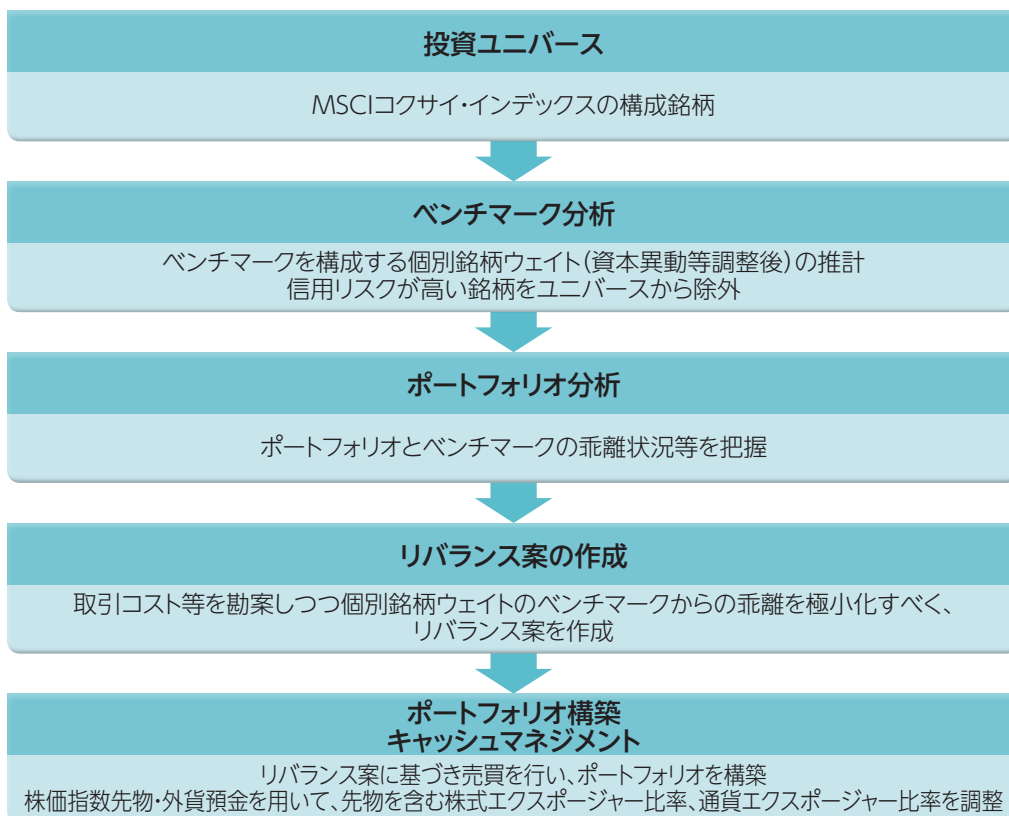 投資ユニバース
MSCIコクサイ・インデックスの構成銘柄
ベンチマーク分析
ベンチマークを構成する個別銘柄ウェイト(資本異動等調整後)の推計
信用リスクが高い銘柄をユニバースから除外
ポートフォリオ分析
ポートフォリオとベンチマークの乖離状況等を把握
リバランス案の作成
取引コスト等を勘案しつつ個別銘柄ウェイトのベンチマークからの乖離を極小化すべく、
リバランス案を作成
ポートフォリオ構築
キャッシュマネジメント
リバランス案に基づき売買を行い、ポートフォリオを構築
株価指数先物・外貨預金を用いて、先物を含む株式エクスポージャー比率、通貨エクスポージャー比率を調整